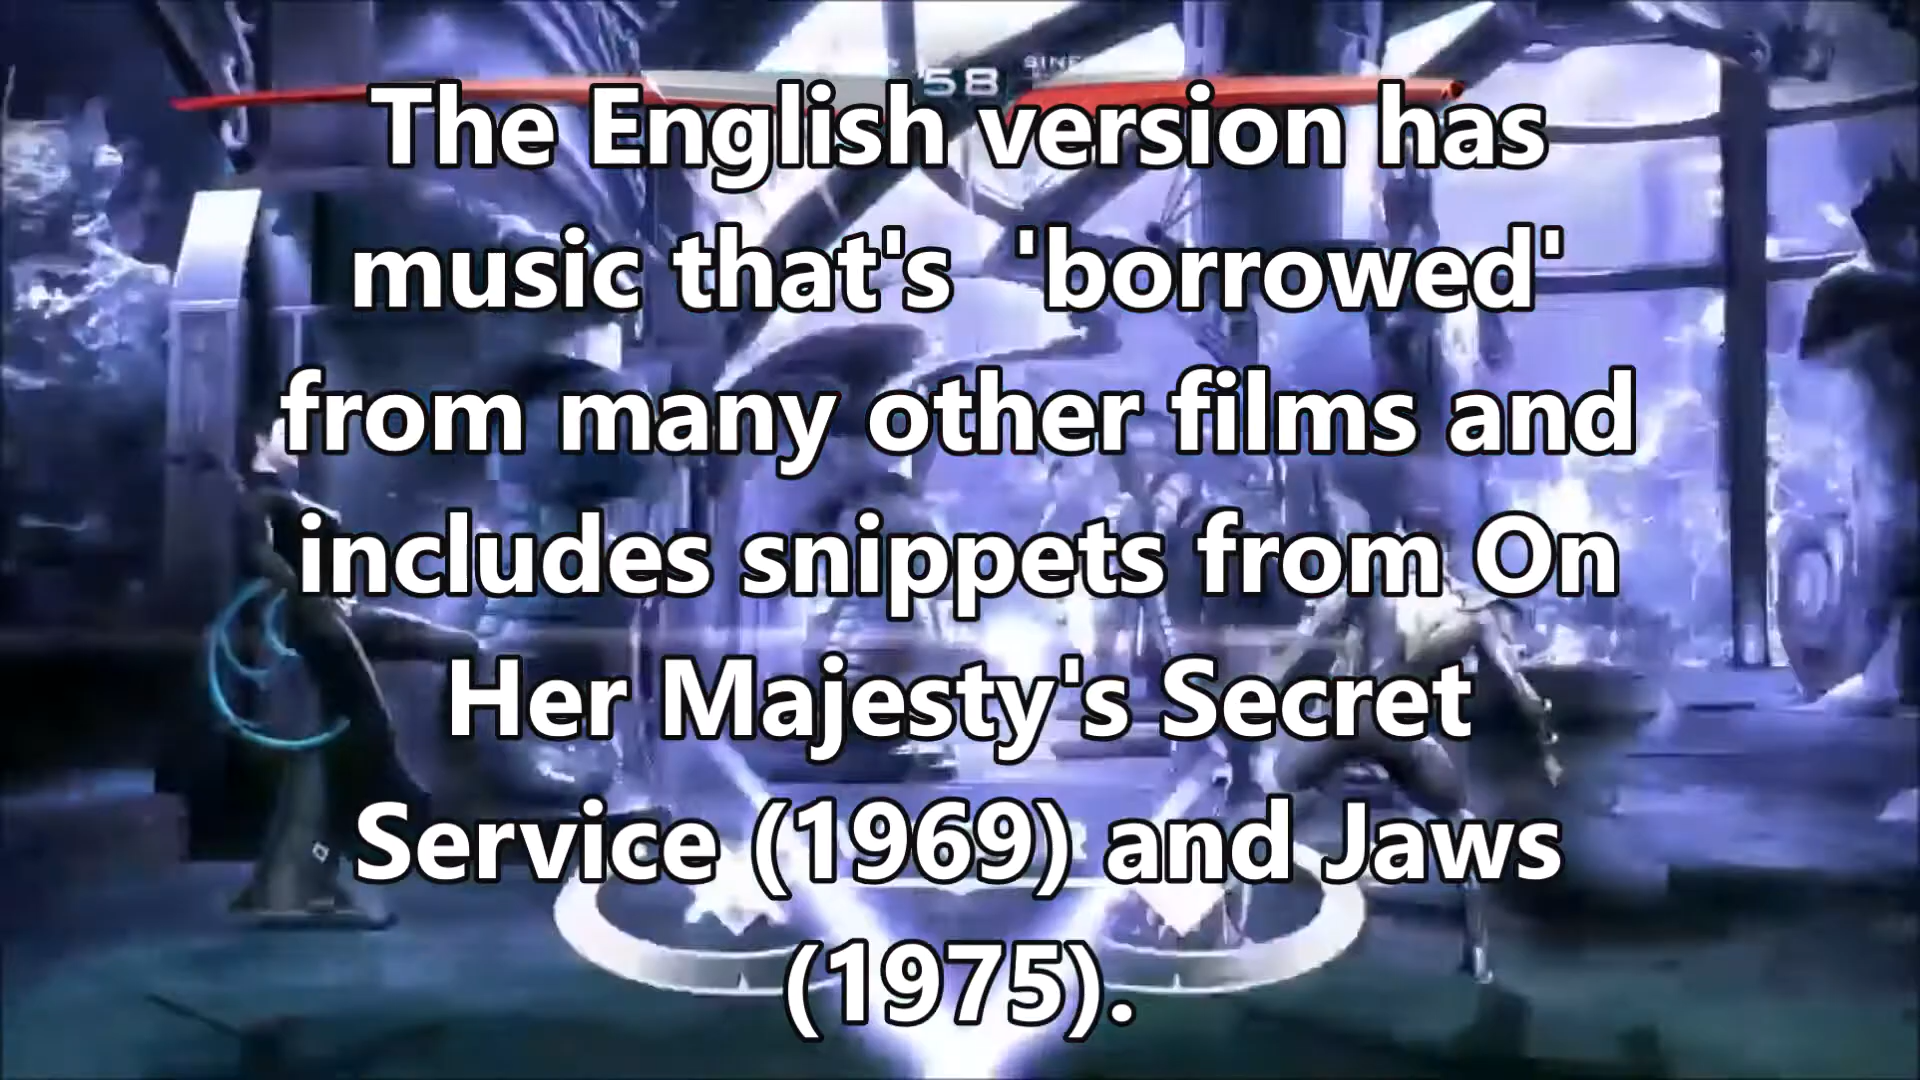 58
The English version has
music that's  'borrowed'
from many other films and
includes snippets from On
Her Majesty's Secret
Service (1969) and Jaws
(1975).